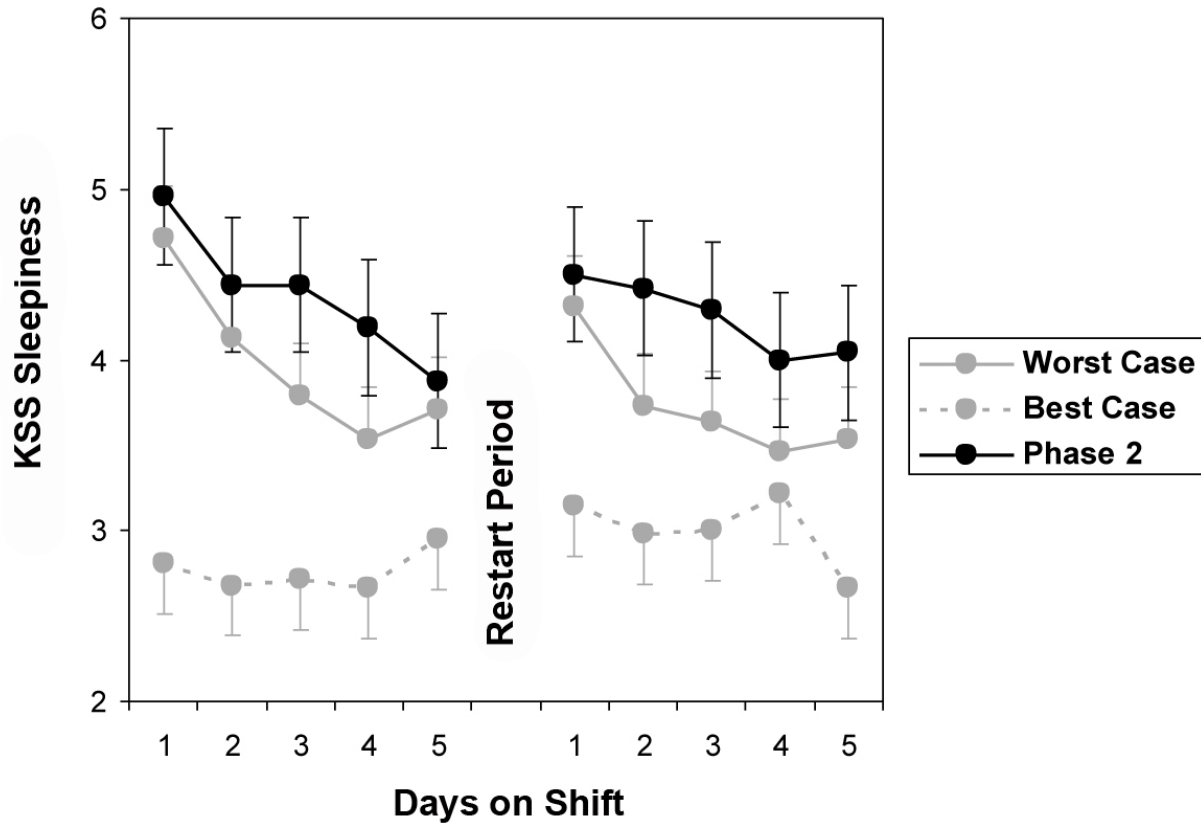 6
5
4
3
2
KSS Sleepiness
Restart Period
1 2 3 4 5 1 2 3 4 5
Days on Shift
Worst Case
Best Case
Phase 2